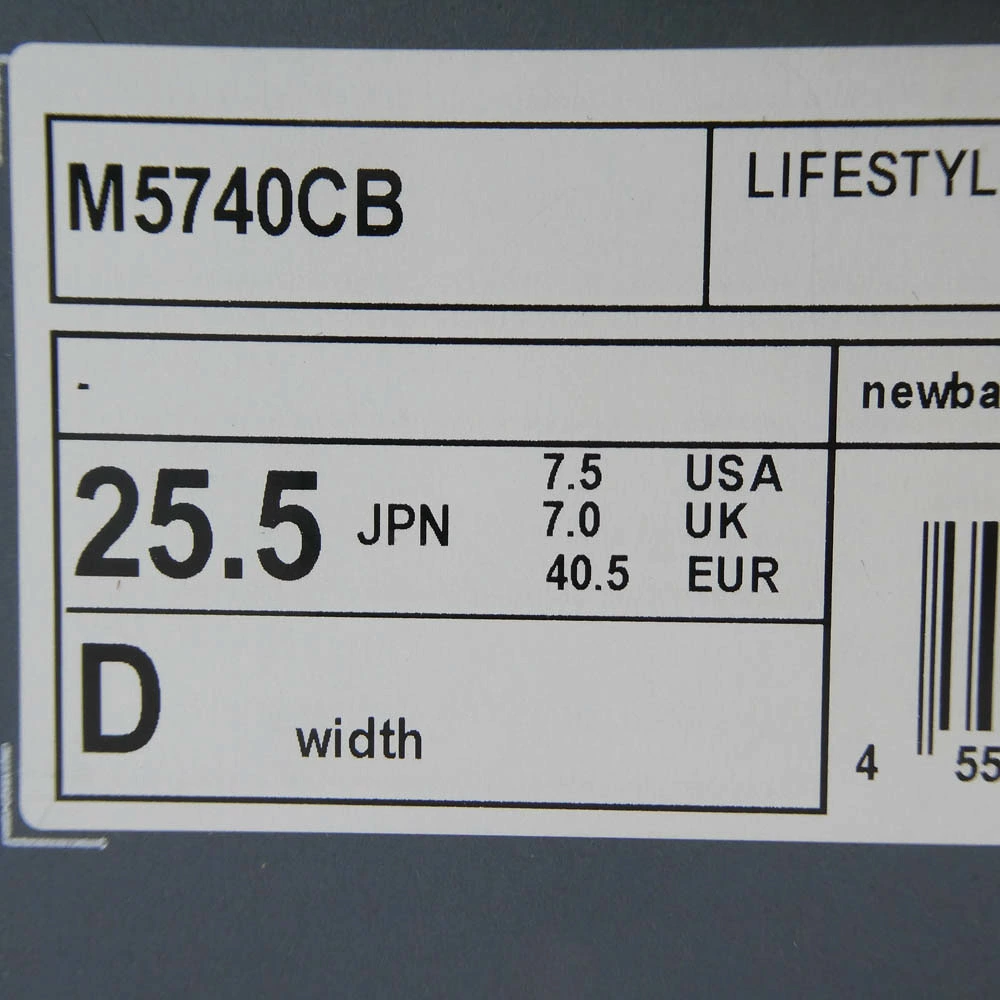 M5740CB
LIFESTYL
-
newba
25.5 JPN
7.5 USA
7.0 UK
40.5 EUR
D width
4 55